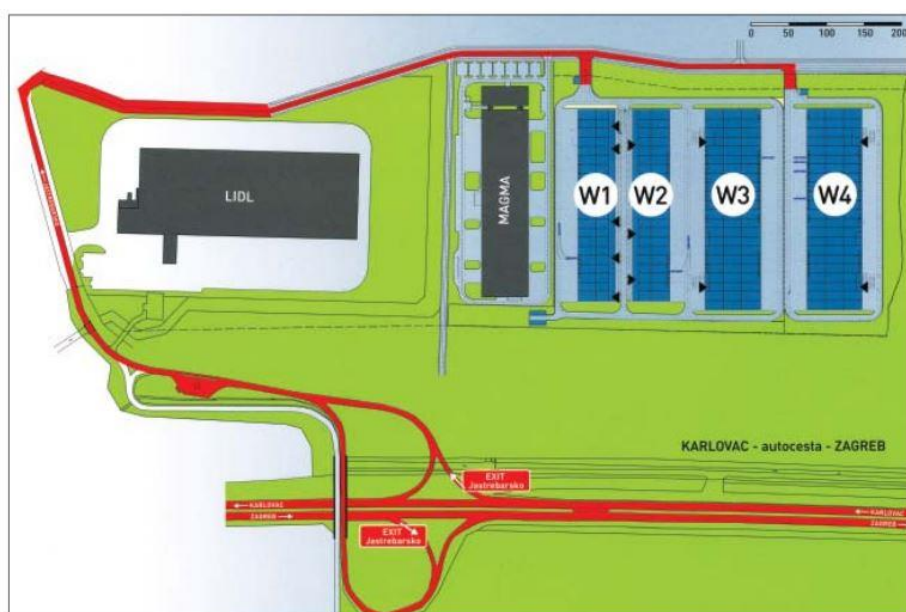 0 50 100 150 200
LIDL
MAGMA
W1
W2
W3
W4
KARLOVAC - autocesta - ZAGREB
EXIT
Jastrebarsko
KARLOVAC
ZAGREB
EXIT
Jastrebarsko
KARLOVAC
ZAGREB